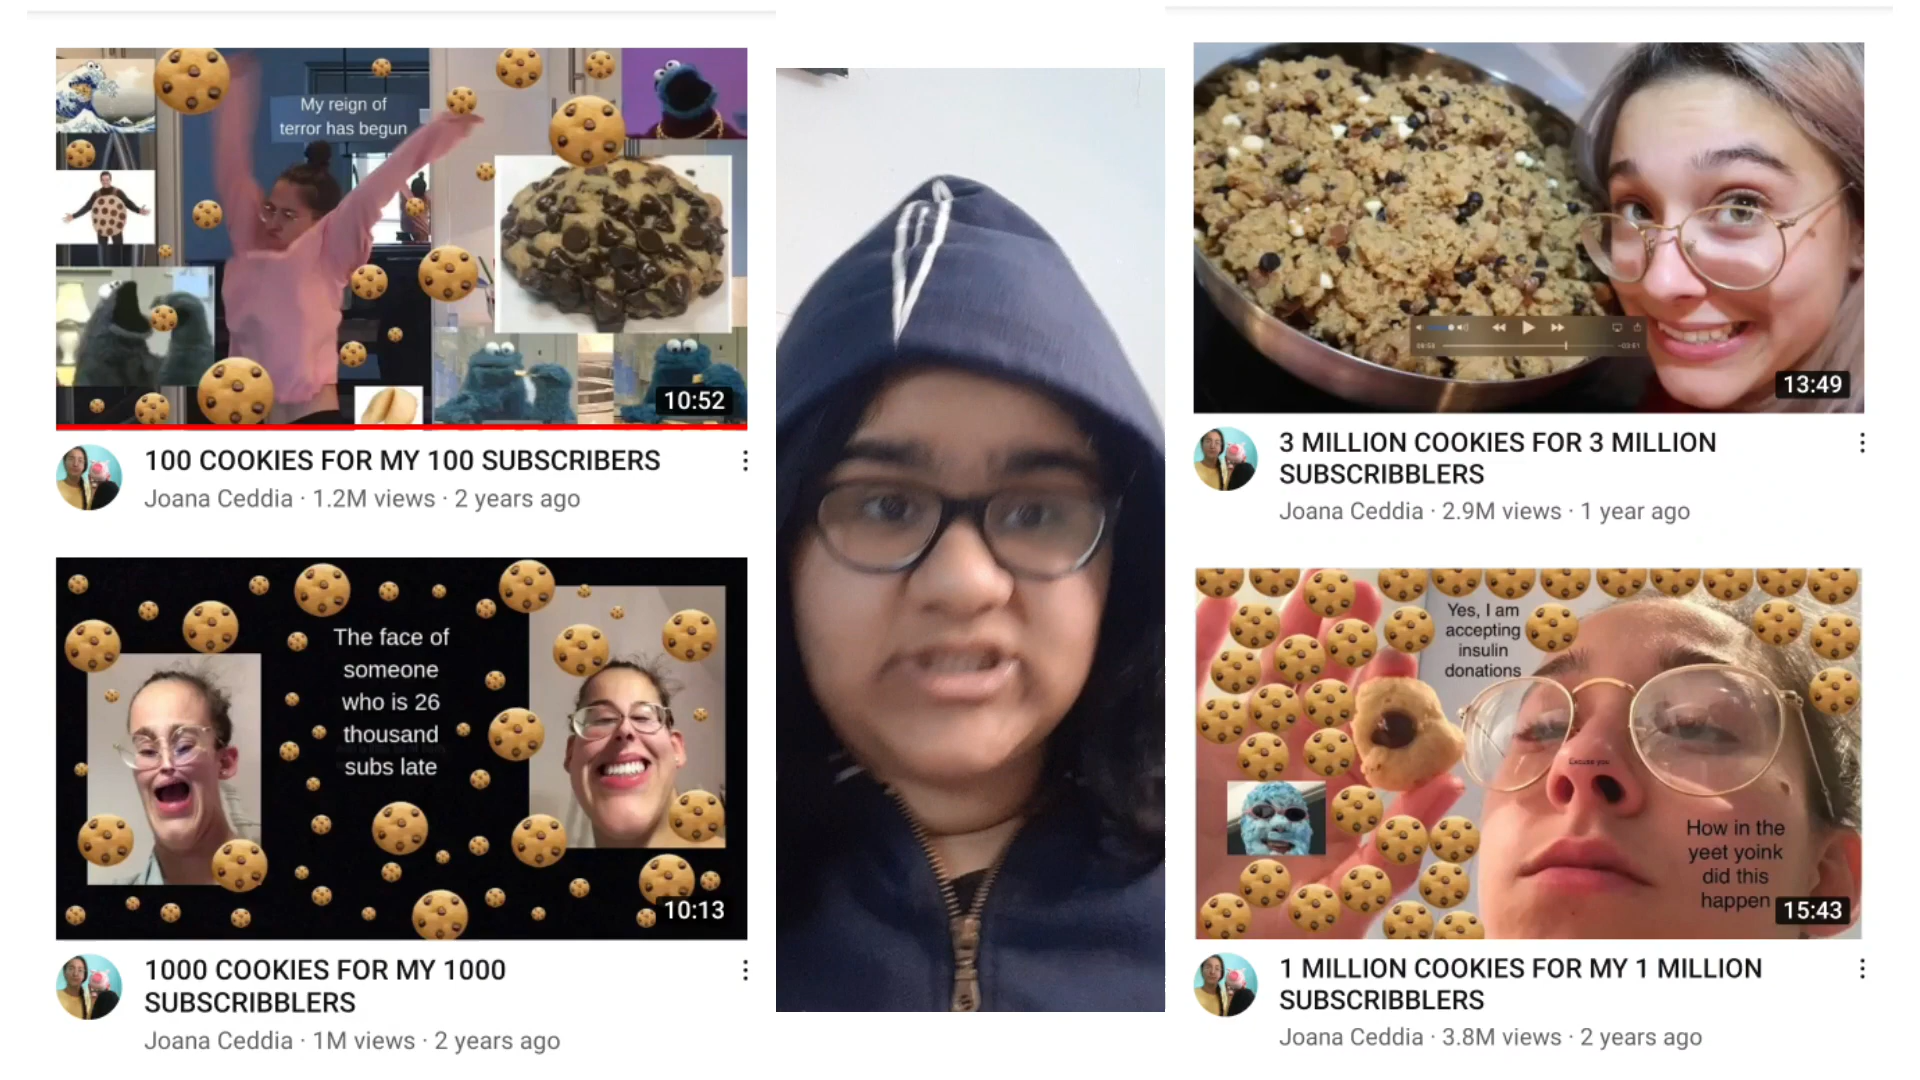 My reign of
terror has begun
10:52
100 COOKIES FOR MY 100 SUBSCRIBERS
Joana Ceddia · 1.2M views · 2 years ago
The face of
someone
who is 26
thousand
subs late
10:13
1000 COOKIES FOR MY 1000
SUBSCRIBBLERS
Joana Ceddia · 1M views · 2 years ago
13:49
3 MILLION COOKIES FOR 3 MILLION
SUBSCRIBBLERS
Joana Ceddia · 2.9M views · 1 year ago
Yes, I am
accepting
insulin
donations
Excuse you
How in the
yeet yoink
did this
happen
15:43
1 MILLION COOKIES FOR MY 1 MILLION
SUBSCRIBBLERS
Joana Ceddia · 3.8M views · 2 years ago